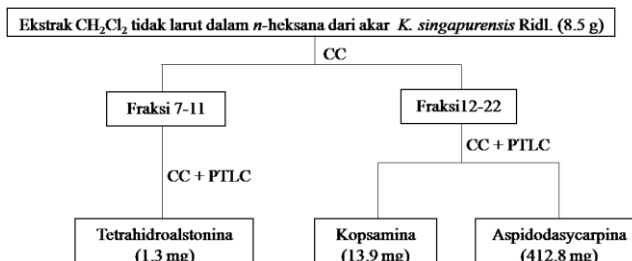 Ekstrak CH₂Cl₂ tidak larut dalam n-heksana dari akar K. singapurensis Ridl. (8.5 g)
CC
Fraksi 7-11
Fraksi12-22
CC + PTLC
CC + PTLC
Tetrahidroalstonina
(1.3 mg)
Kopsamina
(13.9 mg)
Aspidodasycarpina
(412.8 mg)